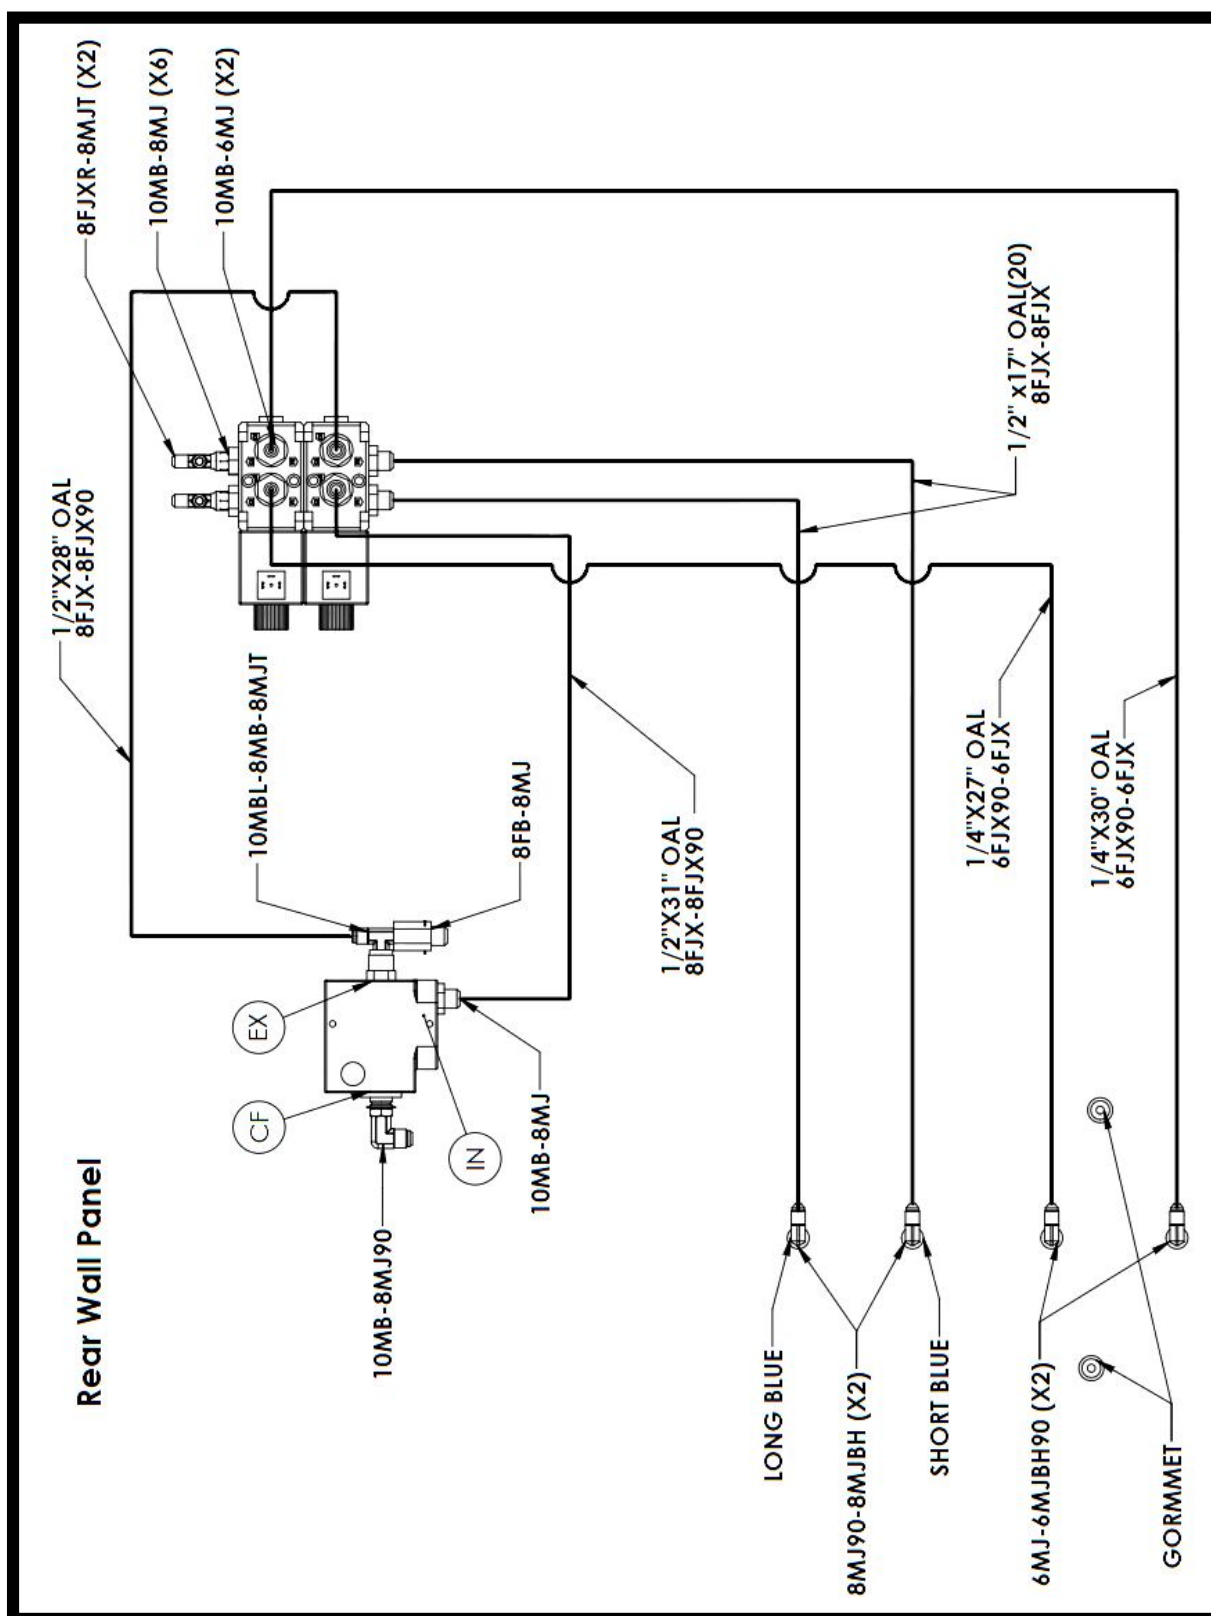 Rear Wall Panel
8FJXR-8MJT (X2)
10MB-8MJ (X6)
10MB-6MJ (X2)
1/2"X28" OAL
8FJX-8FJX90
10MBL-8MB-8MJT
8FB-8MJ
EX
CF
IN
10MB-8MJ90
10MB-8MJ
1/2"X31" OAL
8FJX-8FJX90
1/2" x17" OAL(20)
8FJX-8FJX
1/4"X27" OAL
6FJX90-6FJX
1/4"X30" OAL
6FJX90-6FJX
LONG BLUE
8MJ90-8MJBH (X2)
SHORT BLUE
6MJ-6MJBH90 (X2)
GORMMET